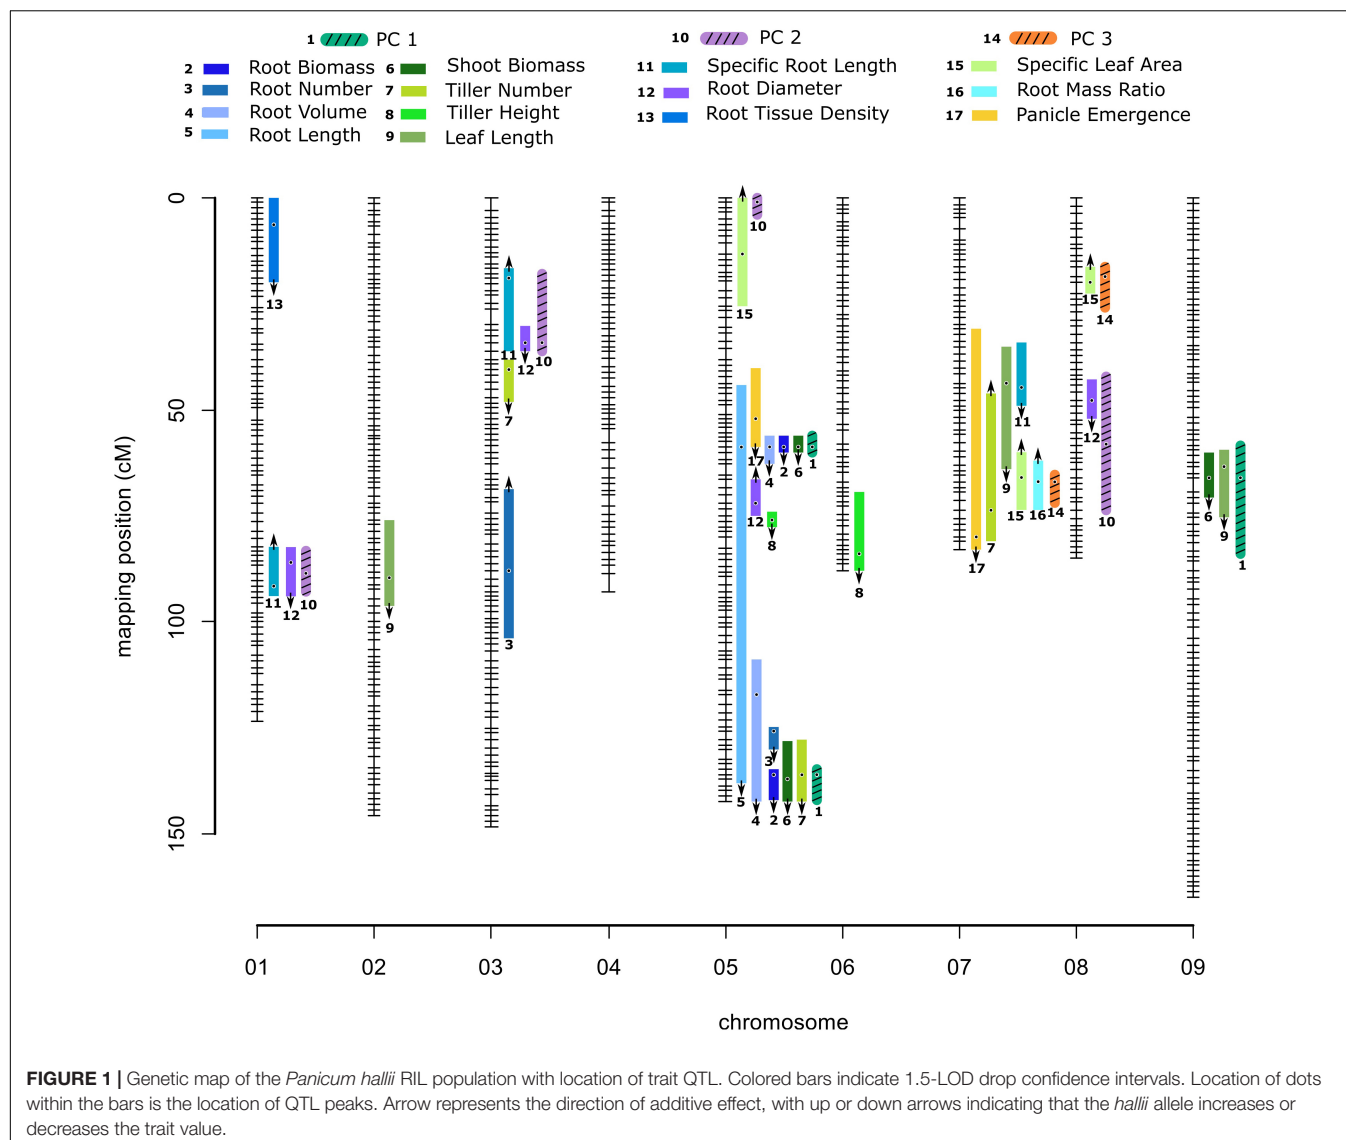 1 PC 1
10 PC 2
14 PC 3
2 Root Biomass
6 Shoot Biomass
11 Specific Root Length
15 Specific Leaf Area
3 Root Number
7 Tiller Number
12 Root Diameter
16 Root Mass Ratio
4 Root Volume
8 Tiller Height
13 Root Tissue Density
17 Panicle Emergence
5 Root Length
9 Leaf Length
mapping position (cM)
0
50
100
150
13
11
12
10
9
11
12
10
7
3
15
10
17
4
2
6
1
12
8
5
4
3
2
6
7
1
8
17
7
9
11
15
16
14
15
14
12
10
6
9
1
01 02 03 04 05 06 07 08 09
chromosome
FIGURE 1 | Genetic map of the Panicum hallii RIL population with location of trait QTL. Colored bars indicate 1.5-LOD drop confidence intervals. Location of dots
within the bars is the location of QTL peaks. Arrow represents the direction of additive effect, with up or down arrows indicating that the hallii allele increases or
decreases the trait value.